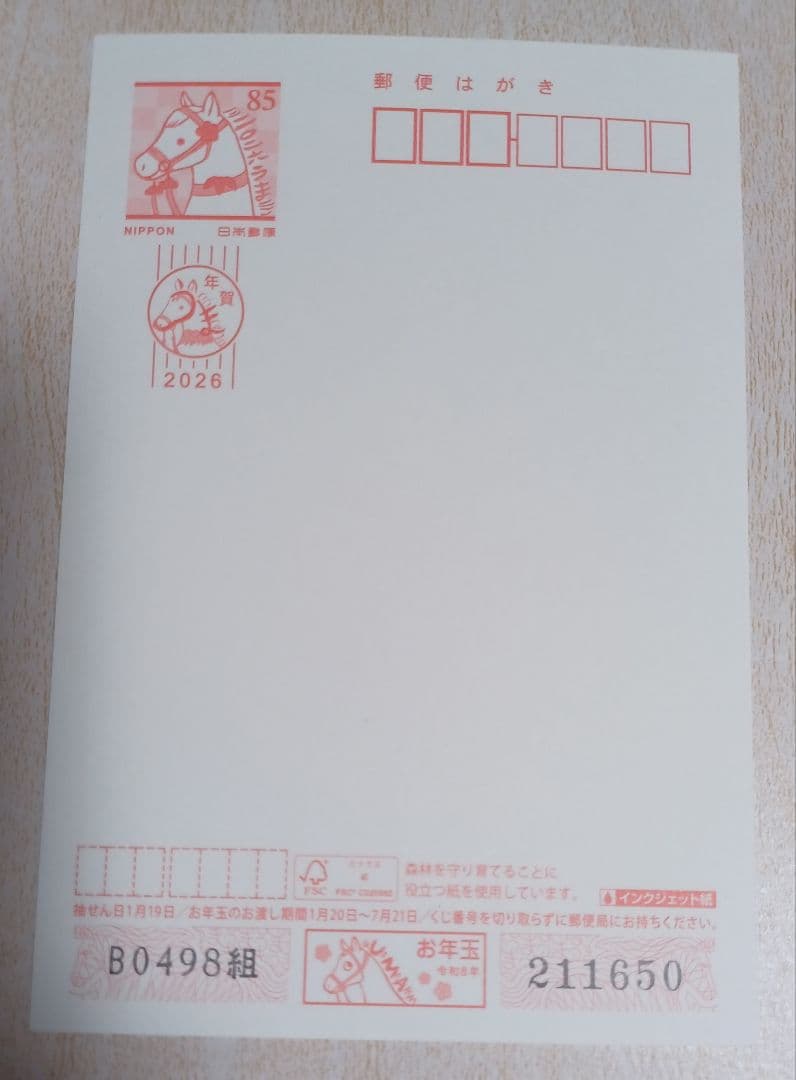 郵便はがき
85
NIPPON 日本郵便
年賀
2026
FSC
森林を守り育てることに
役立つ紙を使用しています。
インクジェット紙
抽せん日1月19日／お年玉のお渡し期間1月20日～7月21日／くじ番号を切り取らずに郵便局にお持ちください。
B0498組
UMA
お年玉
令和8年
211650